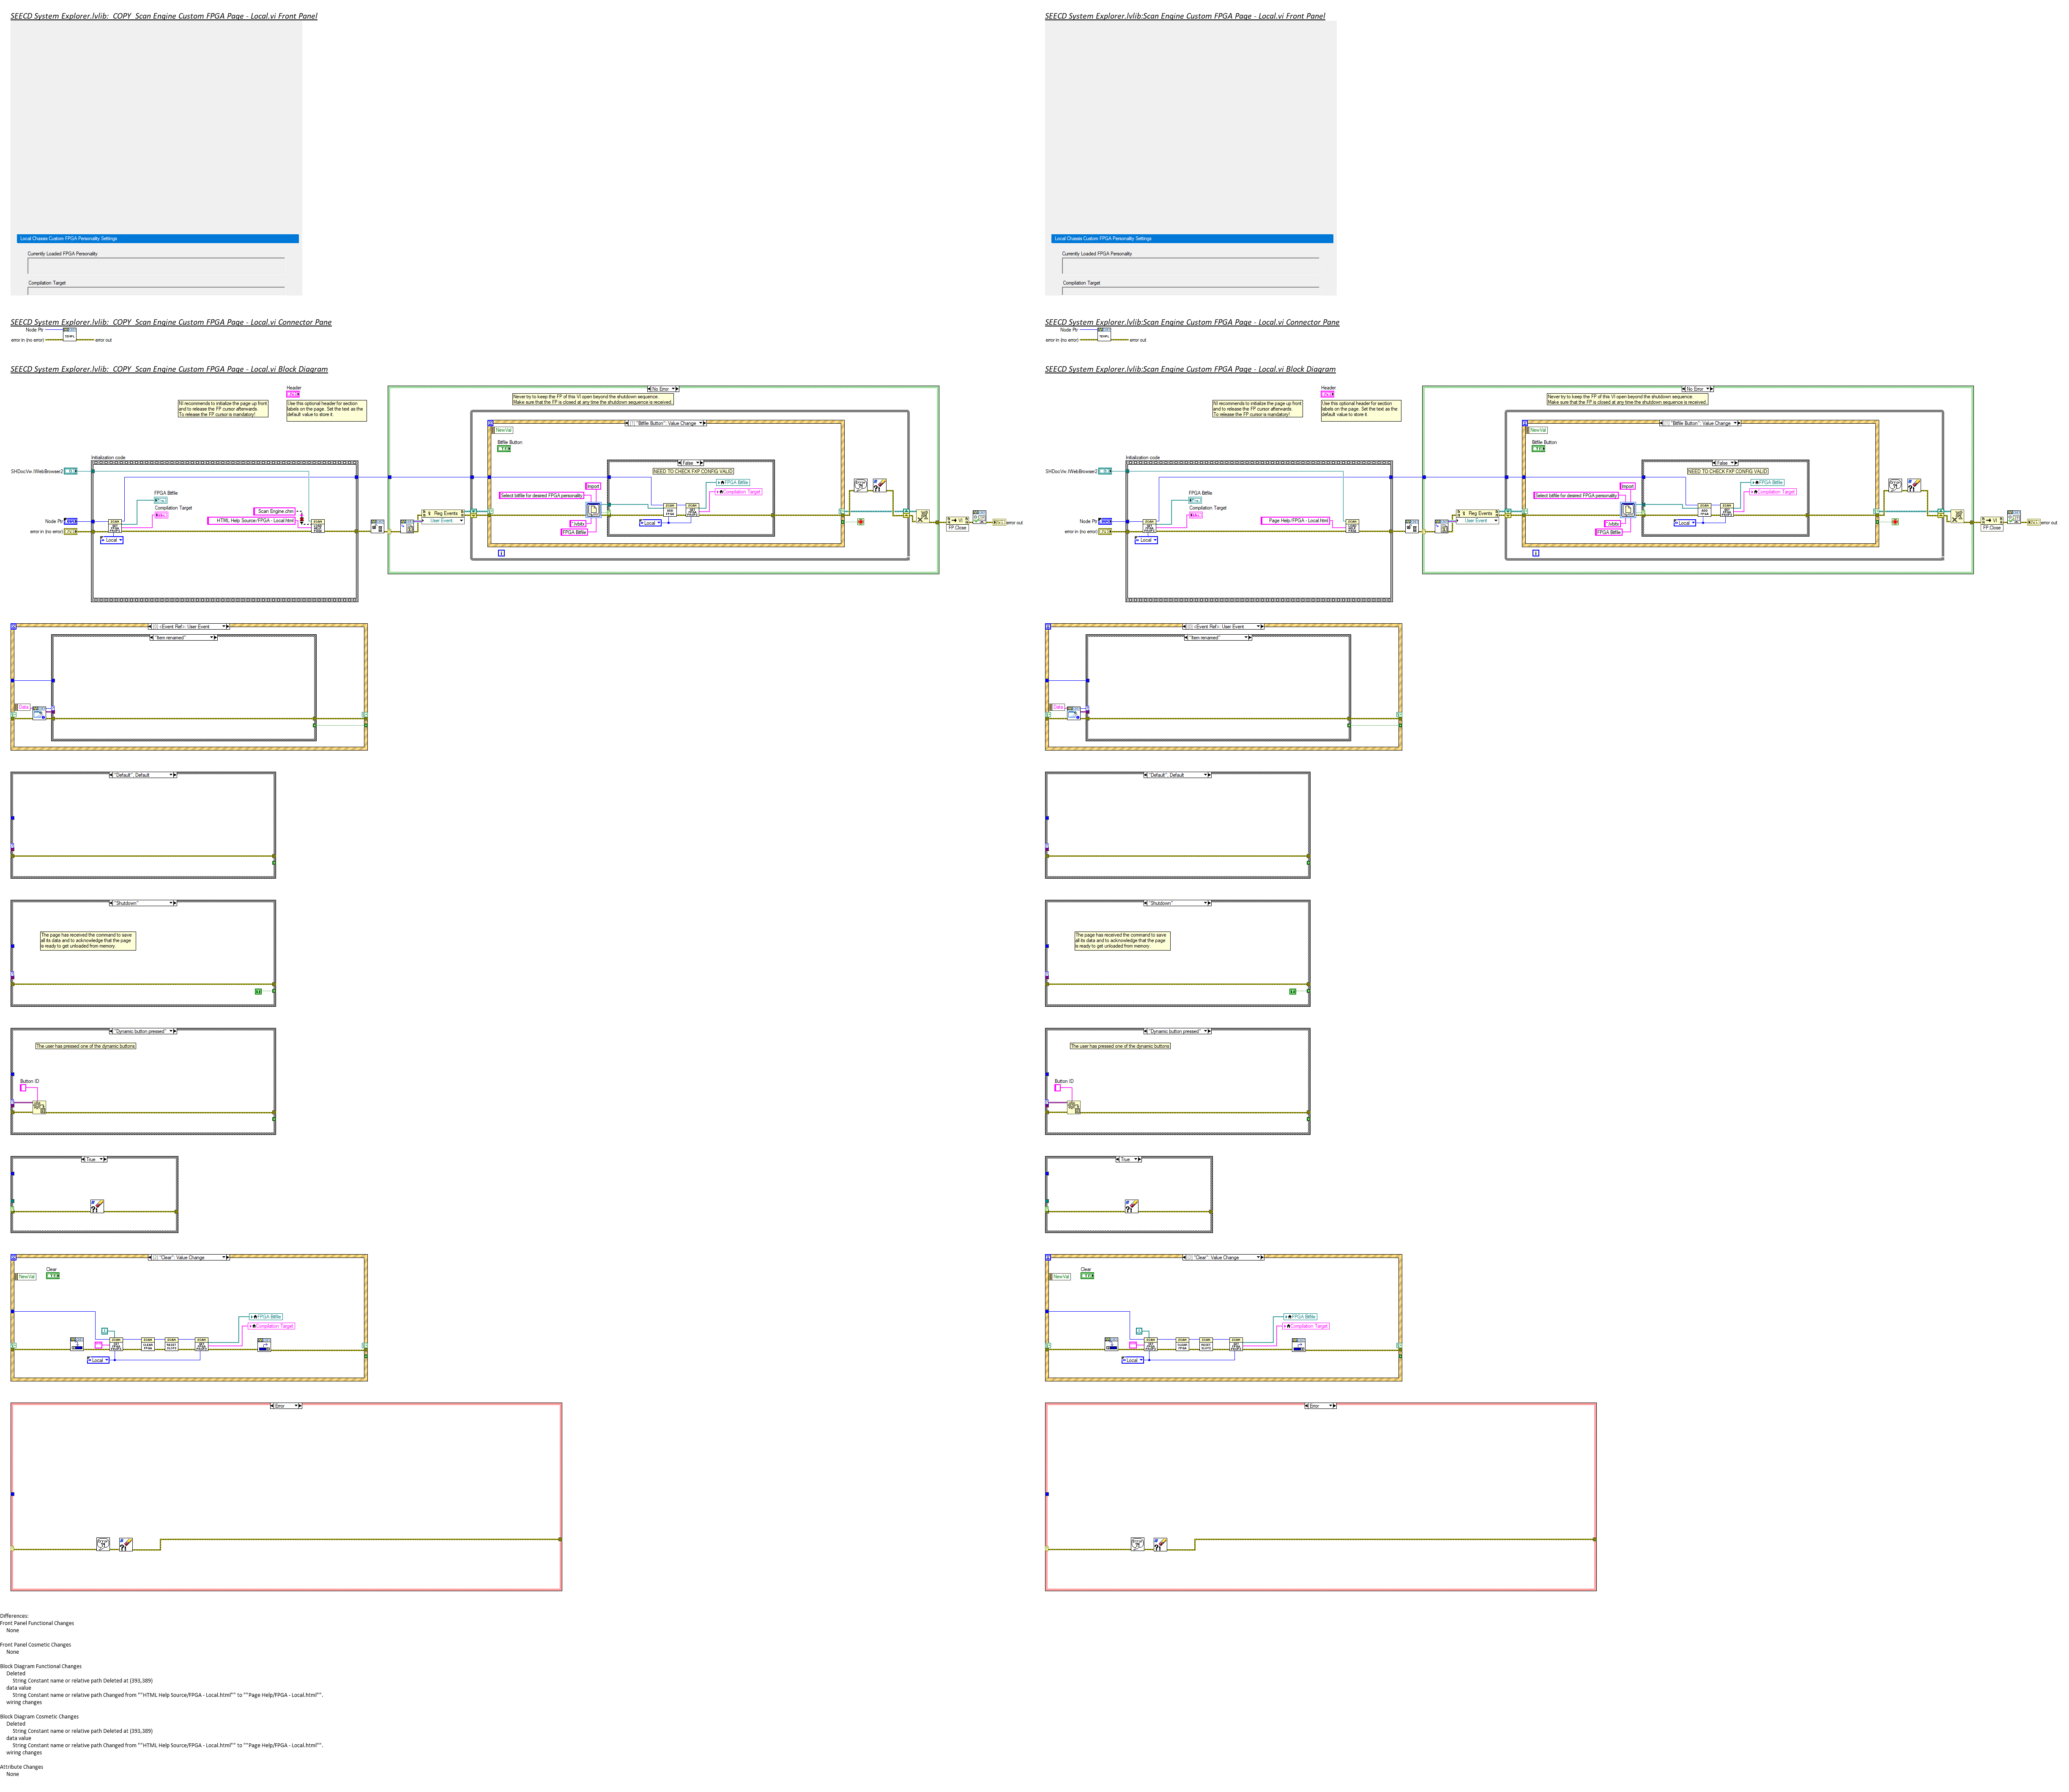 SEECD System Explorer.lvlib:_COPY_Scan Engine Custom FPGA Page - Local.vi Front Panel
Local Chassis Custom FPGA Personality Settings
Currently Loaded FPGA Personality
Compilation Target
SEECD System Explorer.lvlib:_COPY_Scan Engine Custom FPGA Page - Local.vi Connector Pane
Node Ptr
error in (no error)
error out
SEECD System Explorer.lvlib:_COPY_Scan Engine Custom FPGA Page - Local.vi Block Diagram
Header
NI recommends to initialize the page up front
and to release the FP cursor afterwards.
To release the FP cursor is mandatory!
Use this optional header for section
labels on the page. Set the text as the
default value to store it.
No Error
Never try to keep the FP of this VI open beyond the shutdown sequence.
Make sure that the FP is closed at any time the shutdown sequence is received.
"Bitfile Button": Value Change
NewVal
Bitfile Button
Initialization code
SHDocVw.IWebBrowser2
False
NEED TO CHECK FXP CONFIG VALID
FPGA Bitfile
Compilation Target
Import
Select bitfile for desired FPGA personality
*.lvbitx
FPGA Bitfile
Local
FPGA Bitfile
Compilation Target
Scan Engine.chm
HTML Help Source/FPGA - Local.html
Node Ptr
error in (no error)
Local
Reg Events
User Event
VI
FP.Close
error out
<Event Ref>: User Event
"Item renamed"
Data
"Default", Default
"Shutdown"
The page has received the command to save
all its data and to acknowledge that the page
is ready to get unloaded from memory.
"Dynamic button pressed"
The user has pressed one of the dynamic buttons
Button ID
True
"Clear": Value Change
NewVal
Clear
FPGA Bitfile
Compilation Target
Local
Error
Differences:
Front Panel Functional Changes
None
Front Panel Cosmetic Changes
None
Block Diagram Functional Changes
Deleted
String Constant name or relative path Deleted at (393,389)
data value
String Constant name or relative path Changed from ""HTML Help Source/FPGA - Local.html"" to ""Page Help/FPGA - Local.html"".
wiring changes
Block Diagram Cosmetic Changes
Deleted
String Constant name or relative path Deleted at (393,389)
data value
String Constant name or relative path Changed from ""HTML Help Source/FPGA - Local.html"" to ""Page Help/FPGA - Local.html"".
wiring changes
Attribute Changes
None
SEECD System Explorer.lvlib:Scan Engine Custom FPGA Page - Local.vi Front Panel
Local Chassis Custom FPGA Personality Settings
Currently Loaded FPGA Personality
Compilation Target
SEECD System Explorer.lvlib:Scan Engine Custom FPGA Page - Local.vi Connector Pane
Node Ptr
error in (no error)
error out
SEECD System Explorer.lvlib:Scan Engine Custom FPGA Page - Local.vi Block Diagram
Header
NI recommends to initialize the page up front
and to release the FP cursor afterwards.
To release the FP cursor is mandatory!
Use this optional header for section
labels on the page. Set the text as the
default value to store it.
No Error
Never try to keep the FP of this VI open beyond the shutdown sequence.
Make sure that the FP is closed at any time the shutdown sequence is received.
"Bitfile Button": Value Change
NewVal
Bitfile Button
Initialization code
SHDocVw.IWebBrowser2
False
NEED TO CHECK FXP CONFIG VALID
FPGA Bitfile
Compilation Target
Import
Select bitfile for desired FPGA personality
*.lvbitx
FPGA Bitfile
Local
FPGA Bitfile
Compilation Target
Page Help/FPGA - Local.html
Node Ptr
error in (no error)
Local
Reg Events
User Event
VI
FP.Close
error out
<Event Ref>: User Event
"Item renamed"
Data
"Default", Default
"Shutdown"
The page has received the command to save
all its data and to acknowledge that the page
is ready to get unloaded from memory.
"Dynamic button pressed"
The user has pressed one of the dynamic buttons
Button ID
True
"Clear": Value Change
NewVal
Clear
FPGA Bitfile
Compilation Target
Local
Error